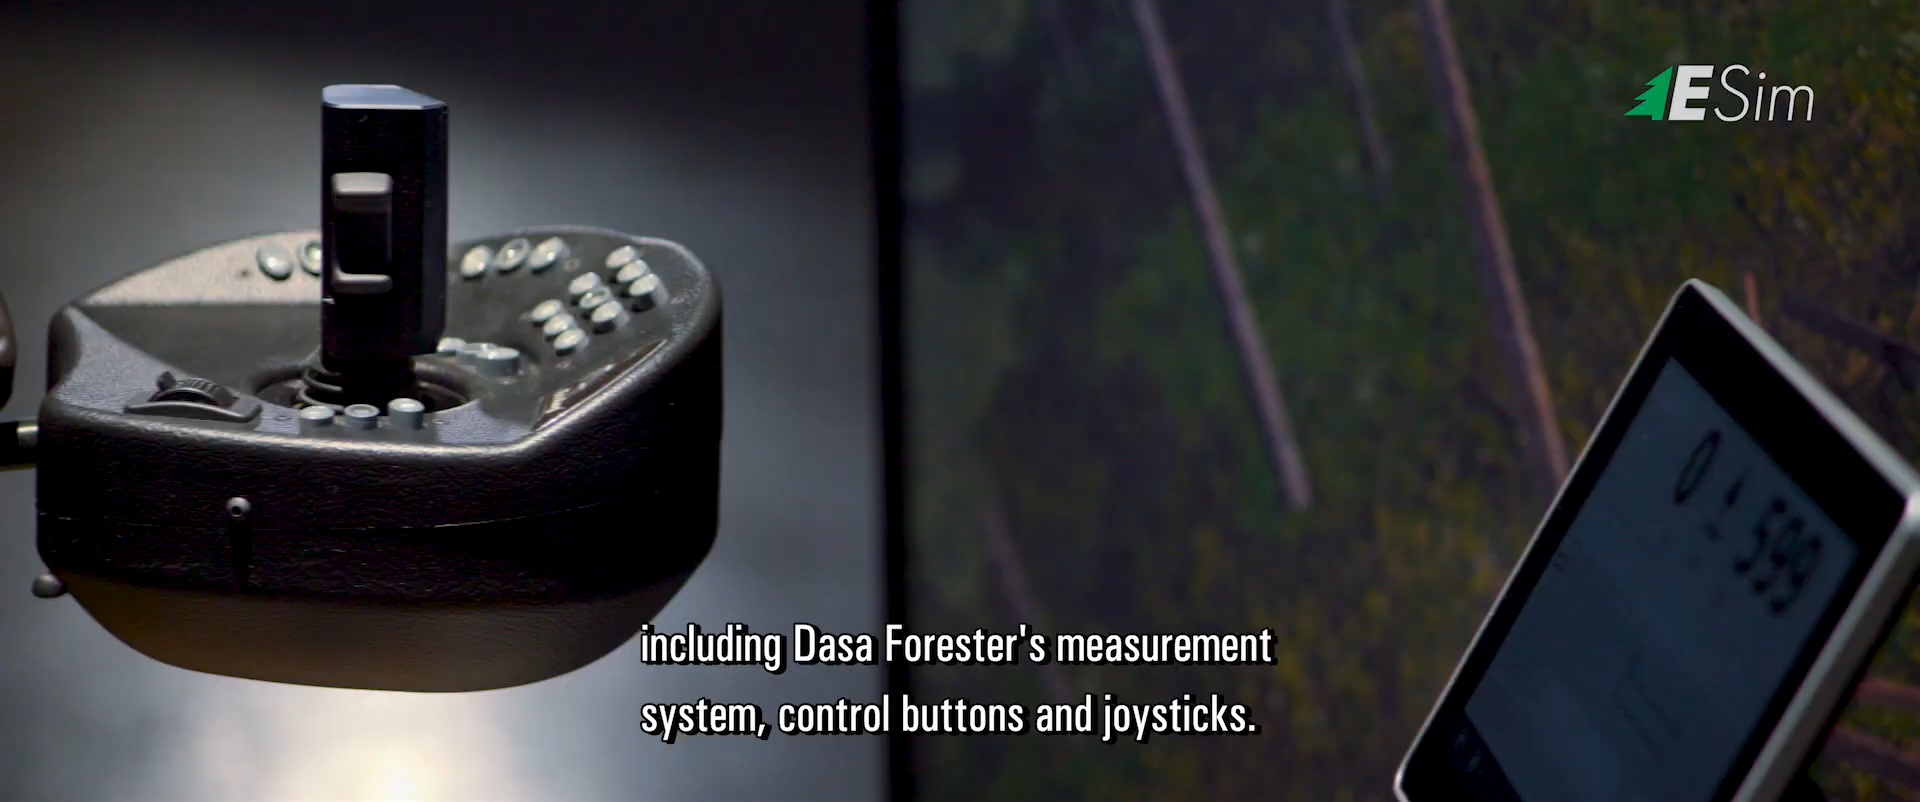 ESim
including Dasa Forester's measurement
system, control buttons and joysticks.